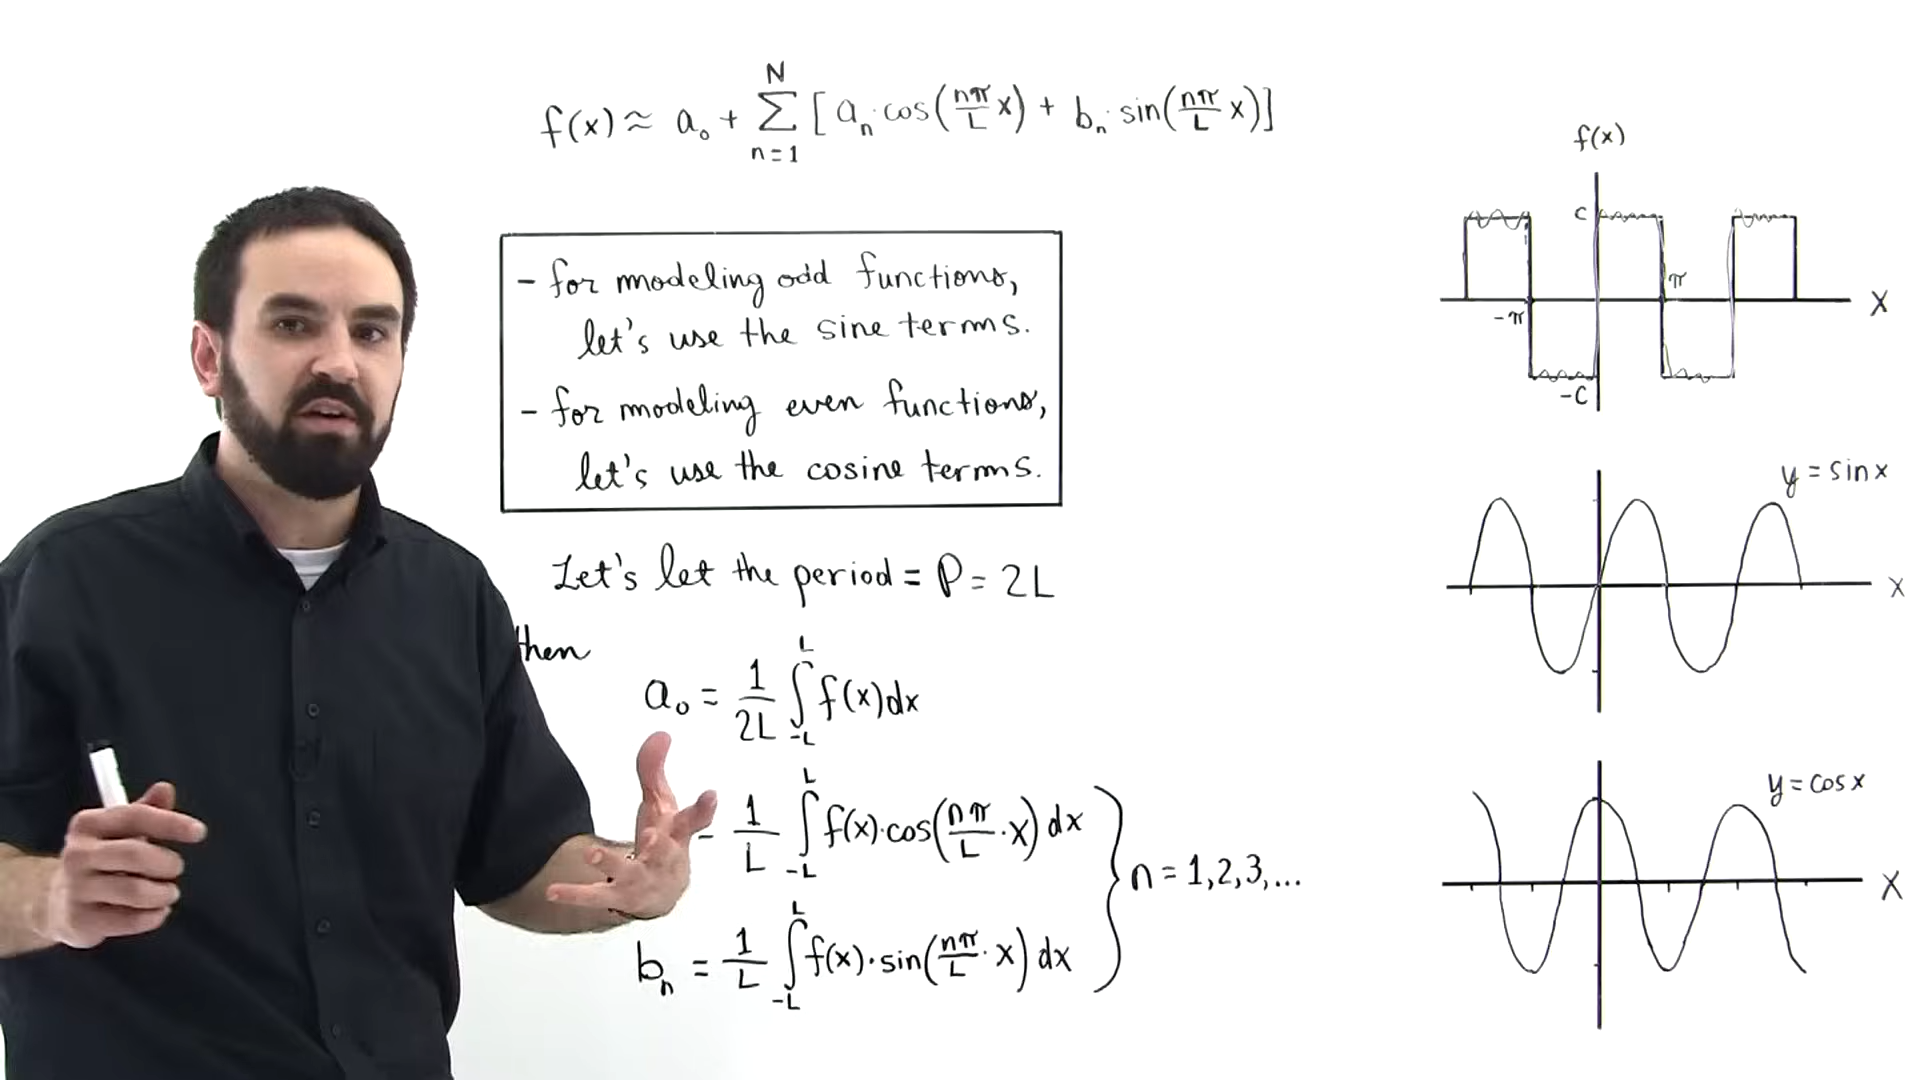 N
f(x) ≈ a₀ + Σ [aₙ·cos(nπ/L x) + bₙ·sin(nπ/L x)]
n=1
- for modeling odd functions,
let's use the sine terms.
- for modeling even functions,
let's use the cosine terms.
Let's let the period = P = 2L
then
a₀ = 1/2L ∫_{-L}^{L} f(x)dx
1/L ∫_{-L}^{L} f(x)·cos(nπ/L·x) dx
bₙ = 1/L ∫_{-L}^{L} f(x)·sin(nπ/L·x) dx
} n = 1,2,3,...
f(x)
C
π
-π
X
-C
y = sin x
x
y = cos x
X